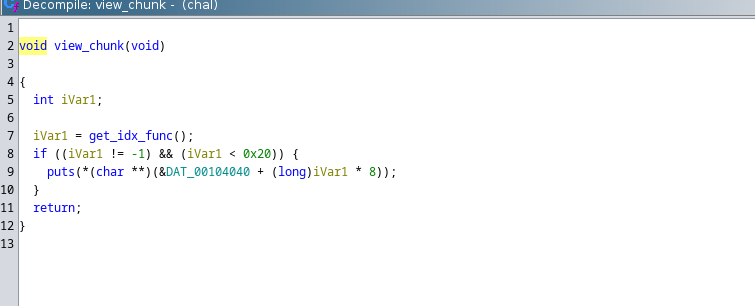 Decompile: view_chunk - (chal)
1
2 void view_chunk(void)
3
4 {
5 int iVar1;
6
7 iVar1 = get_idx_func();
8 if ((iVar1 != -1) && (iVar1 < 0x20)) {
9 puts(*(char **)(&DAT_00104040 + (long)iVar1 * 8));
10 }
11 return;
12 }
13